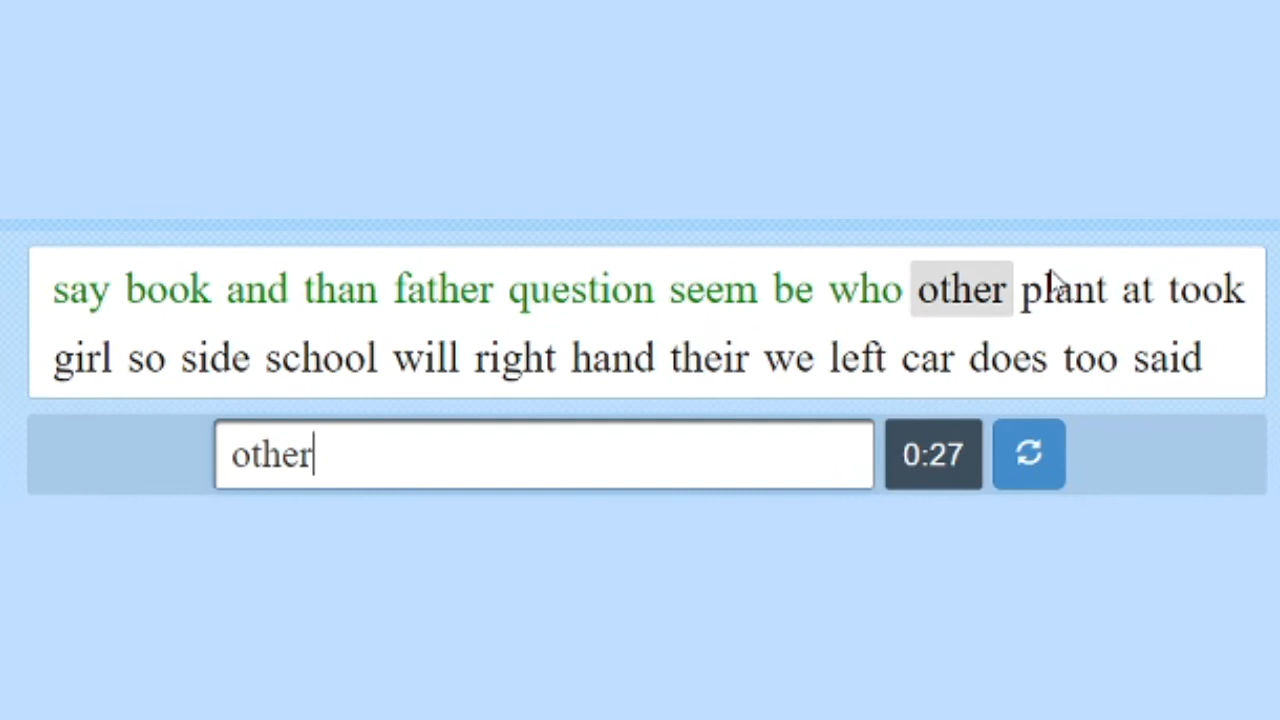 say book and than father question seem be who other plant at took
girl so side school will right hand their we left car does too said
other
0:27